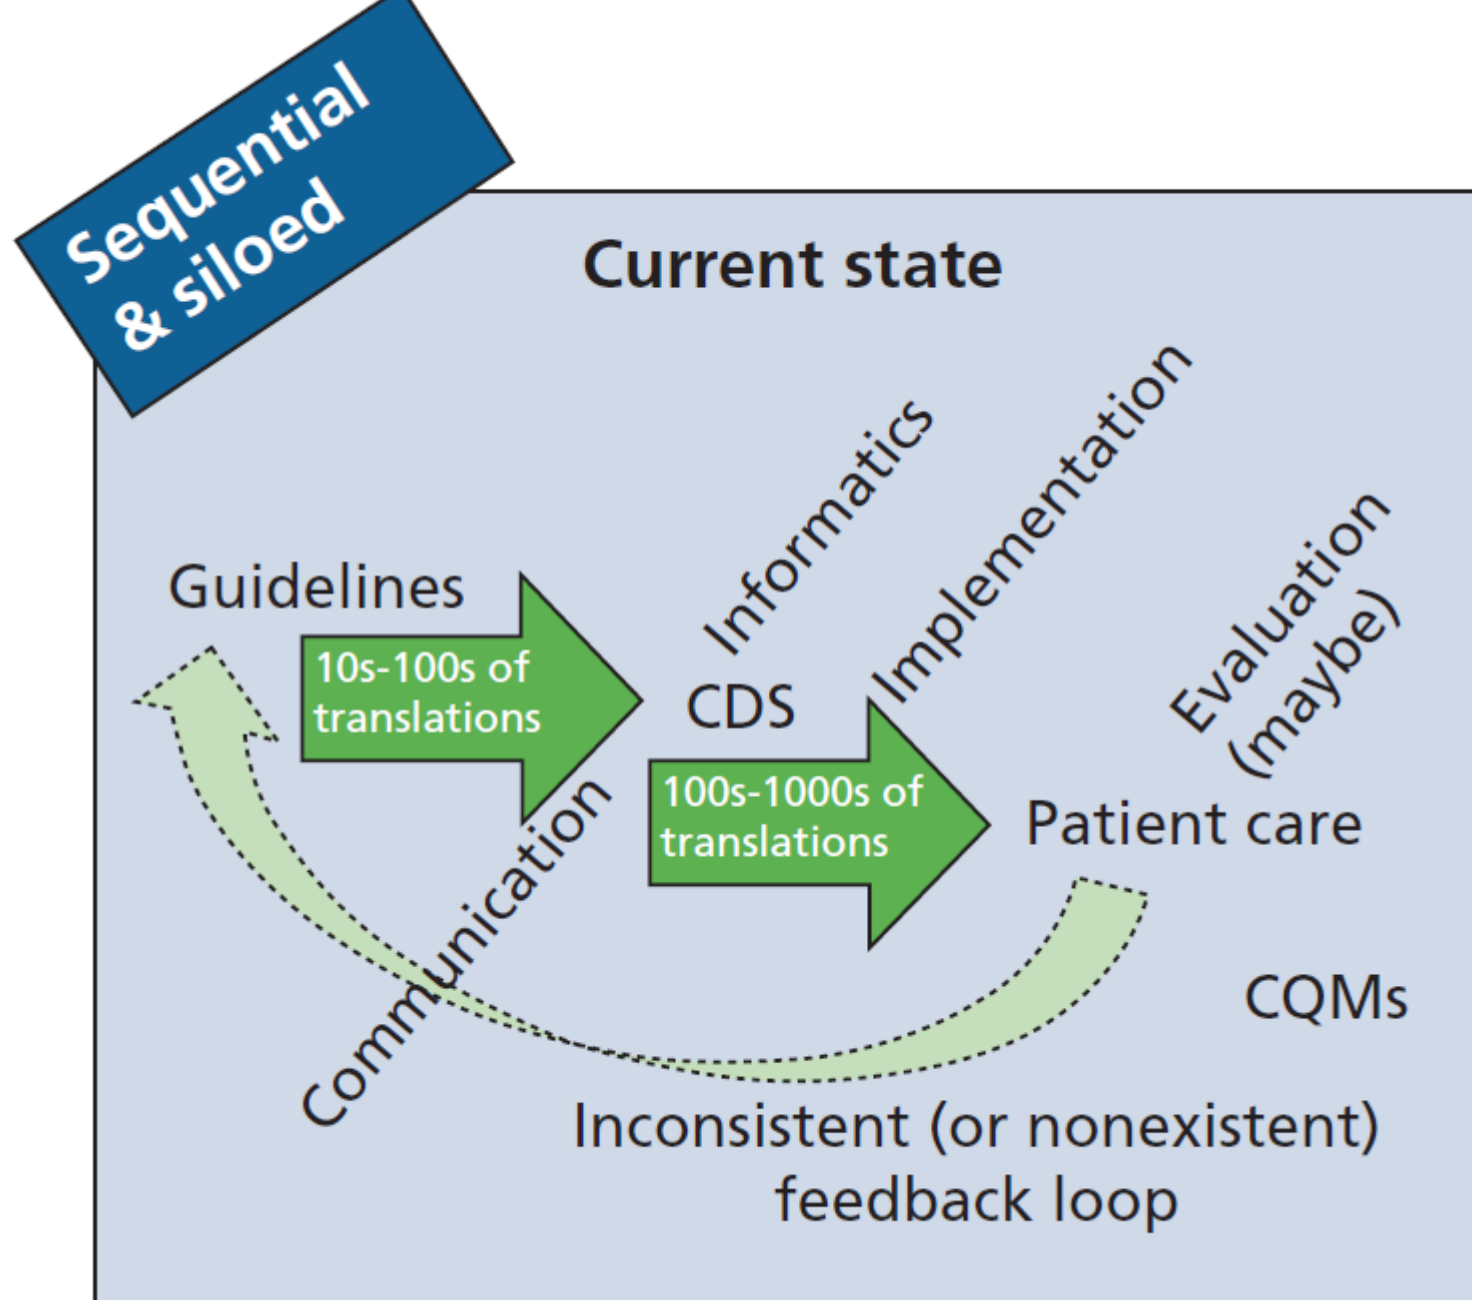 Sequential
& siloed
Current state
Informatics
Implementation
Evaluation
(maybe)
Guidelines
10s-100s of
translations
CDS
100s-1000s of
translations
Patient care
Communication
CQMs
Inconsistent (or nonexistent)
feedback loop